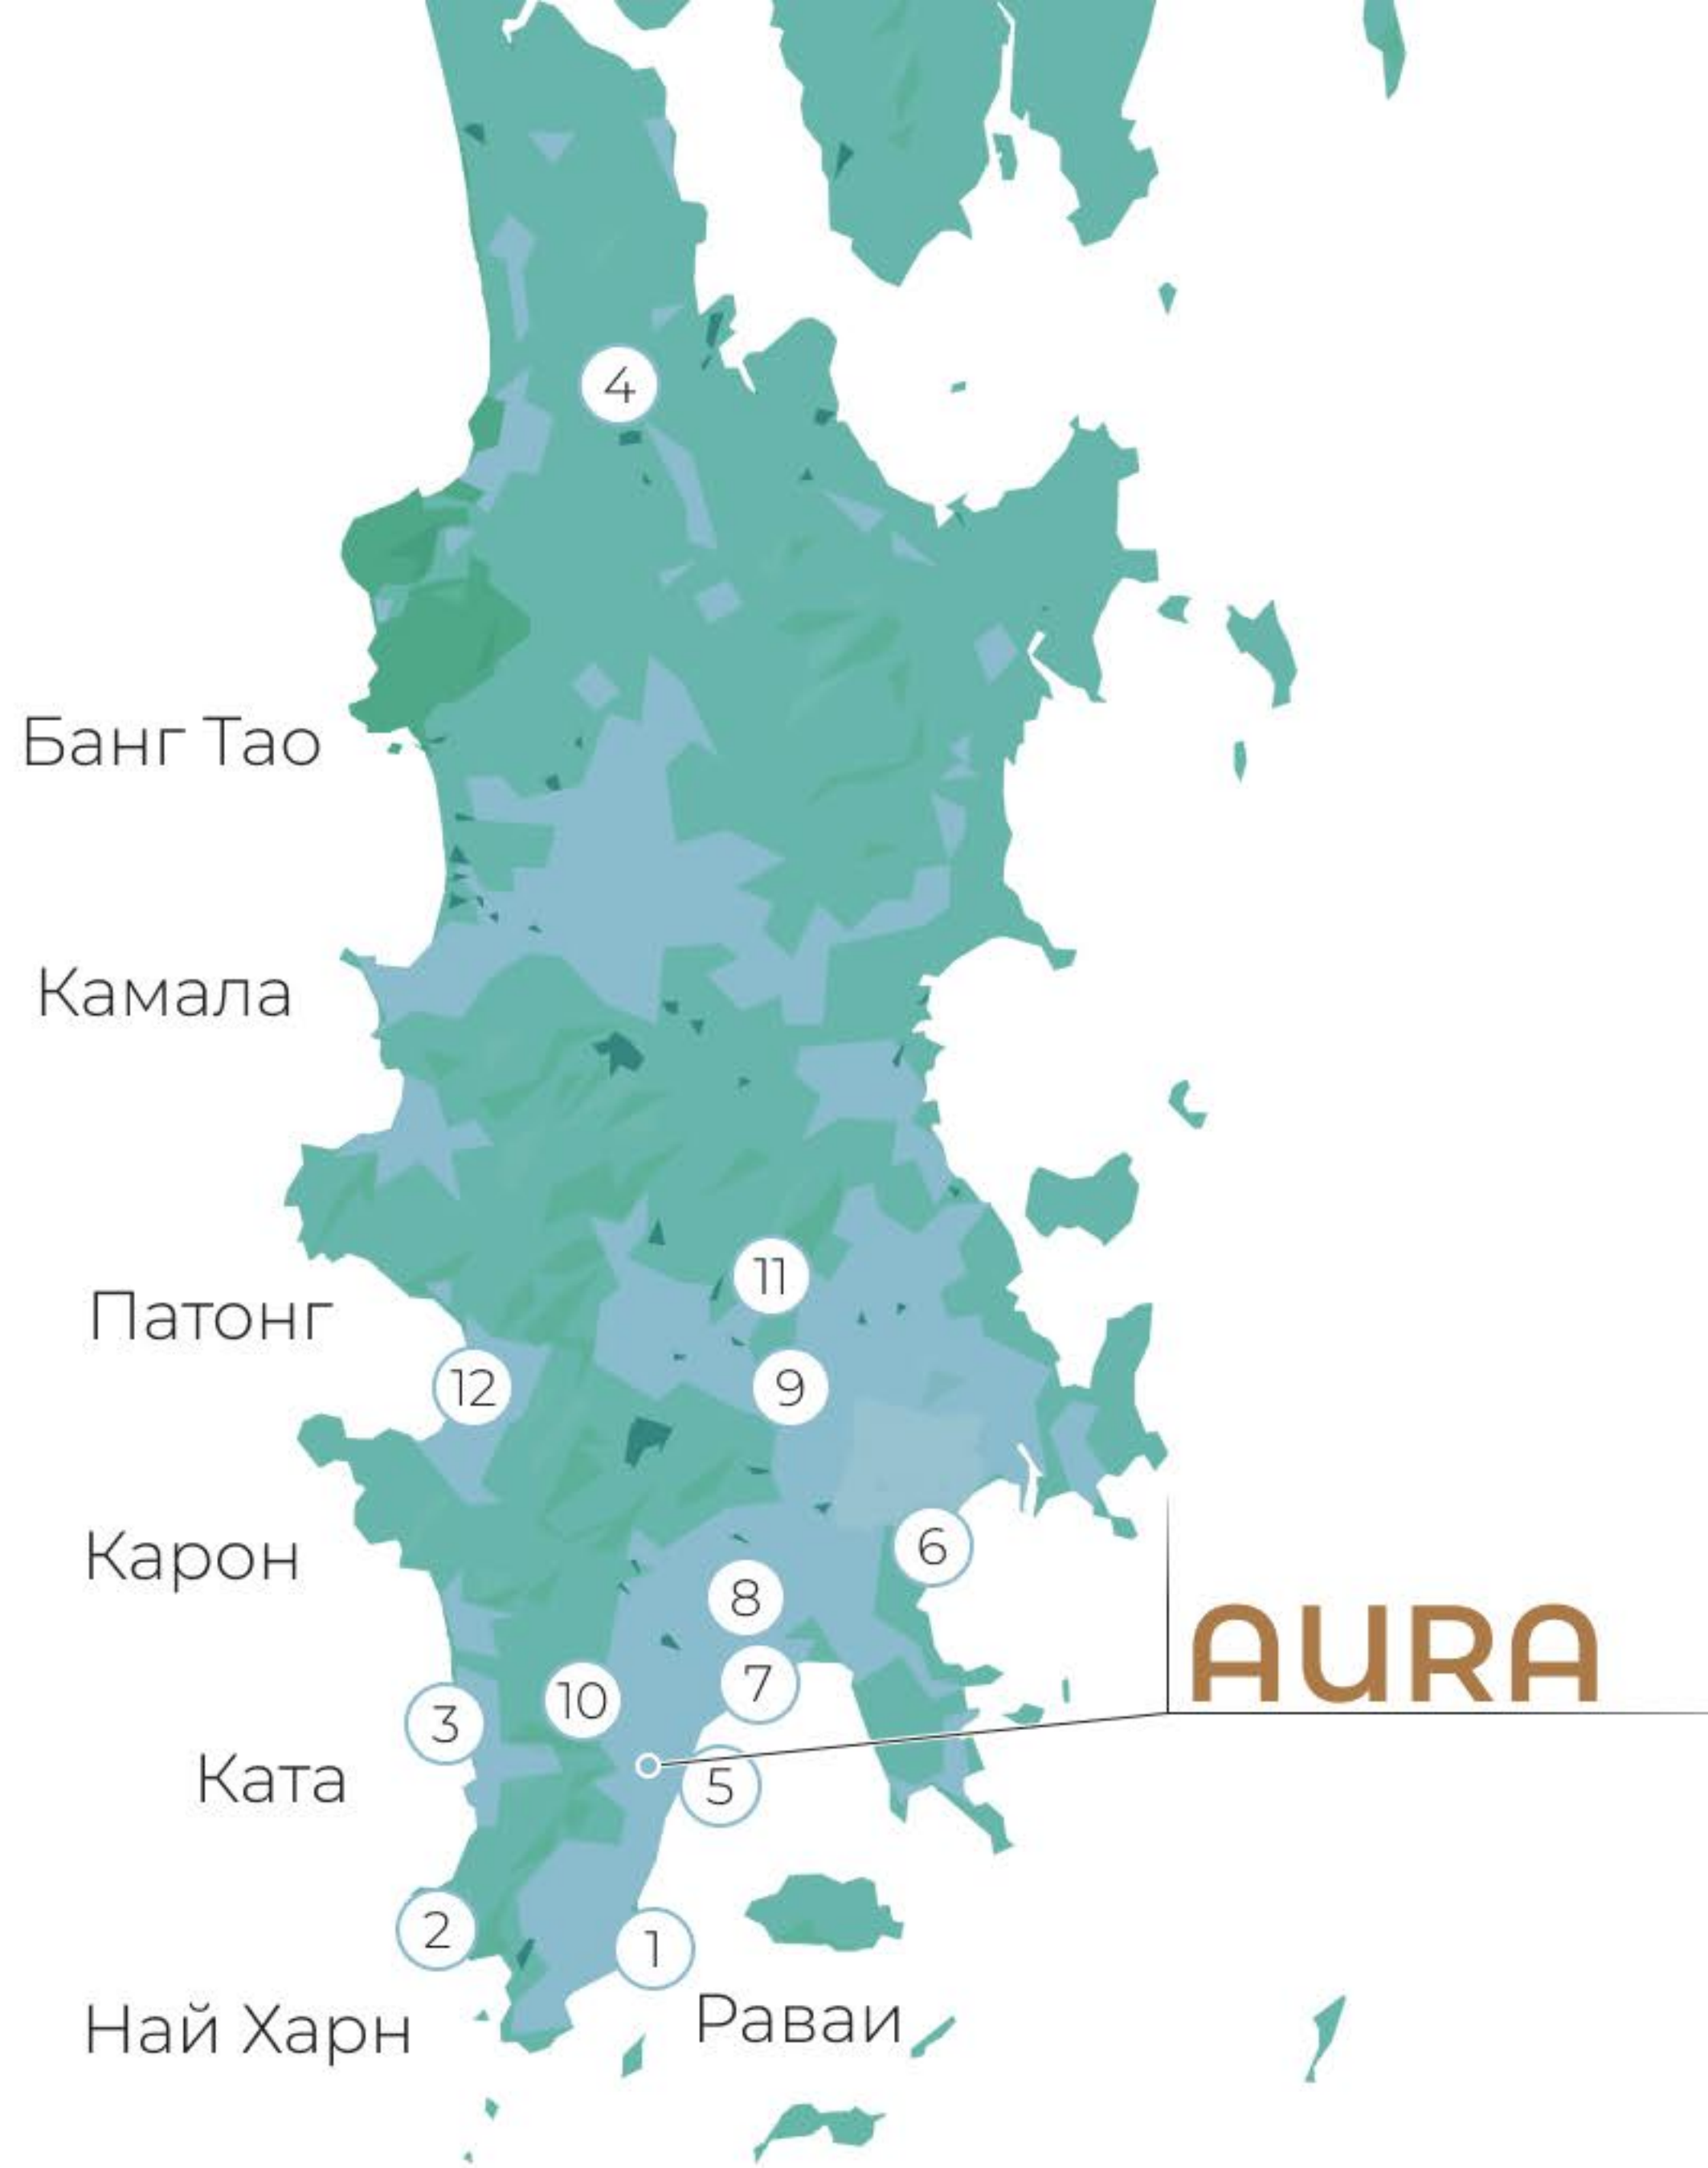 4
Банг Тао
Камала
11
Патонг
12
9
6
Карон
8
AURA
7
10
3
Ката
5
2
1
Раваи
Най Харн